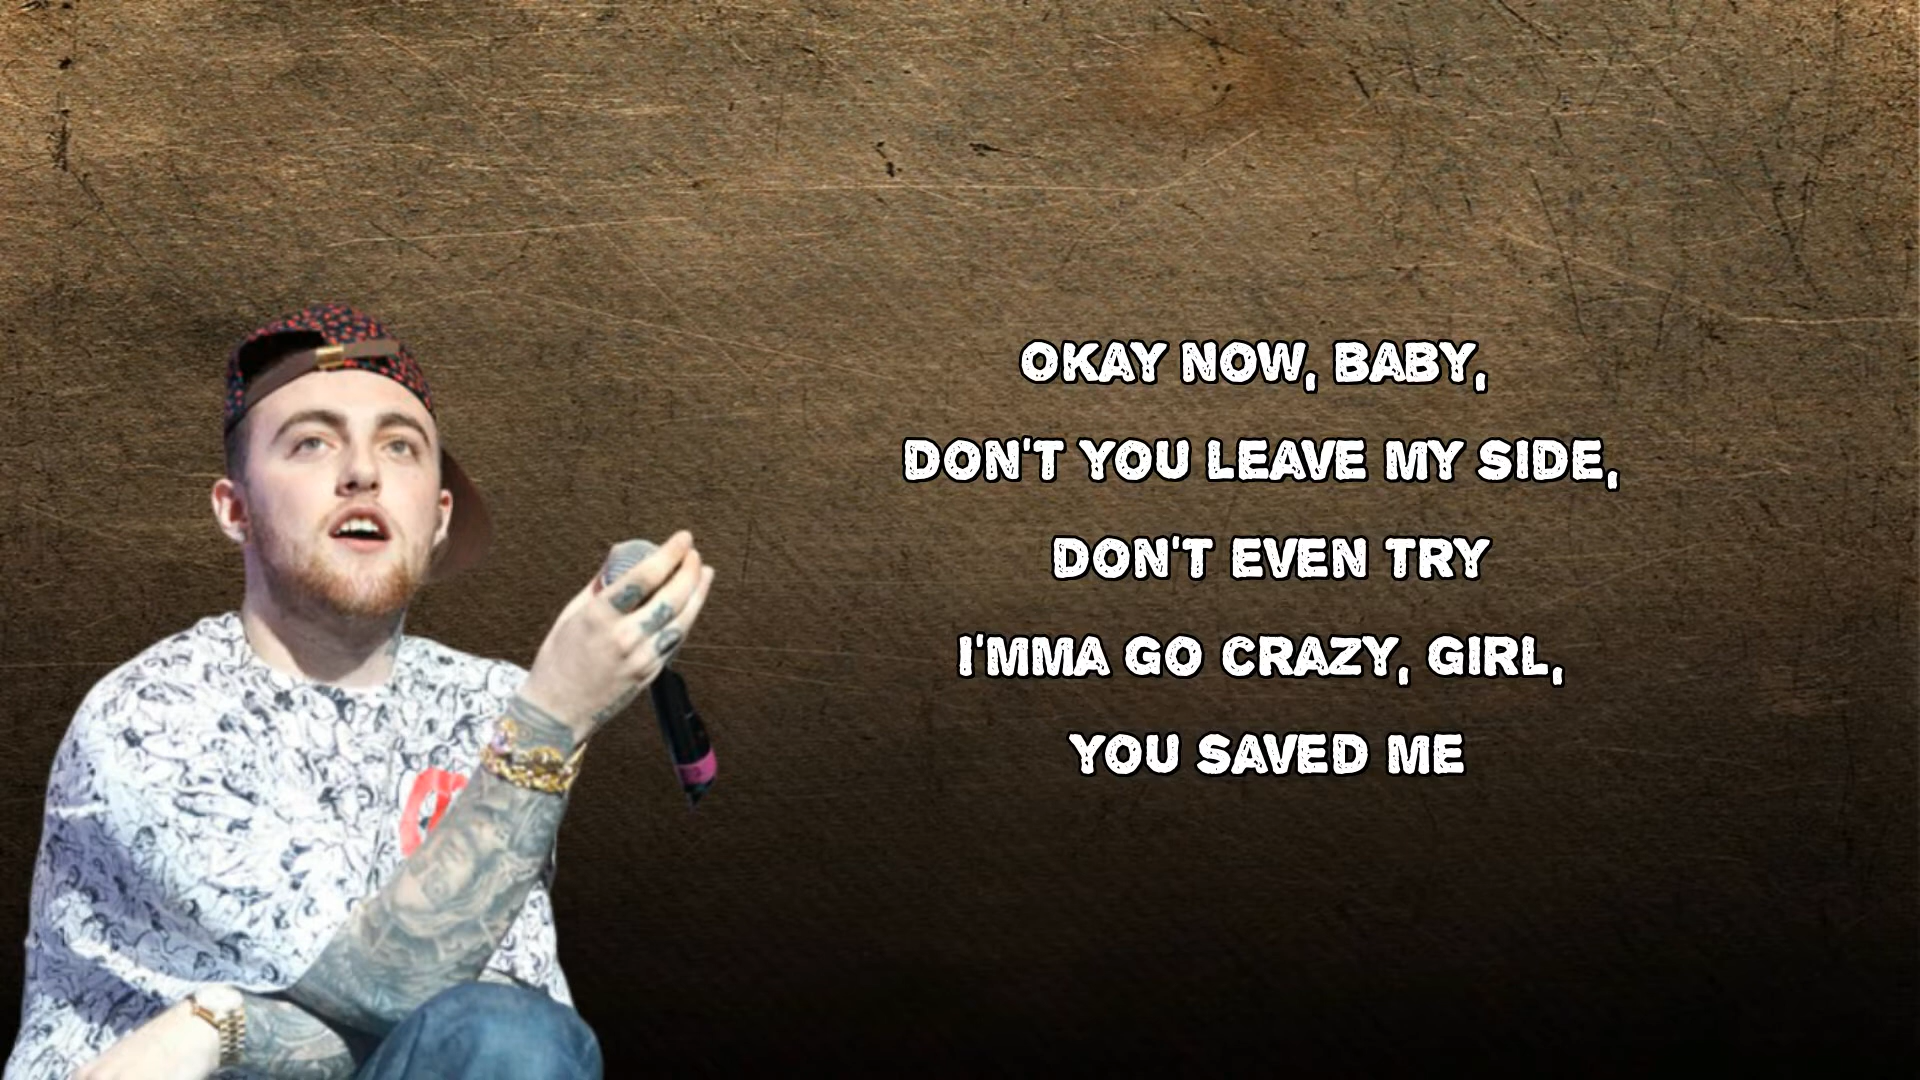 OKAY NOW, BABY,
DON'T YOU LEAVE MY SIDE,
DON'T EVEN TRY
I'MMA GO CRAZY, GIRL,
YOU SAVED ME